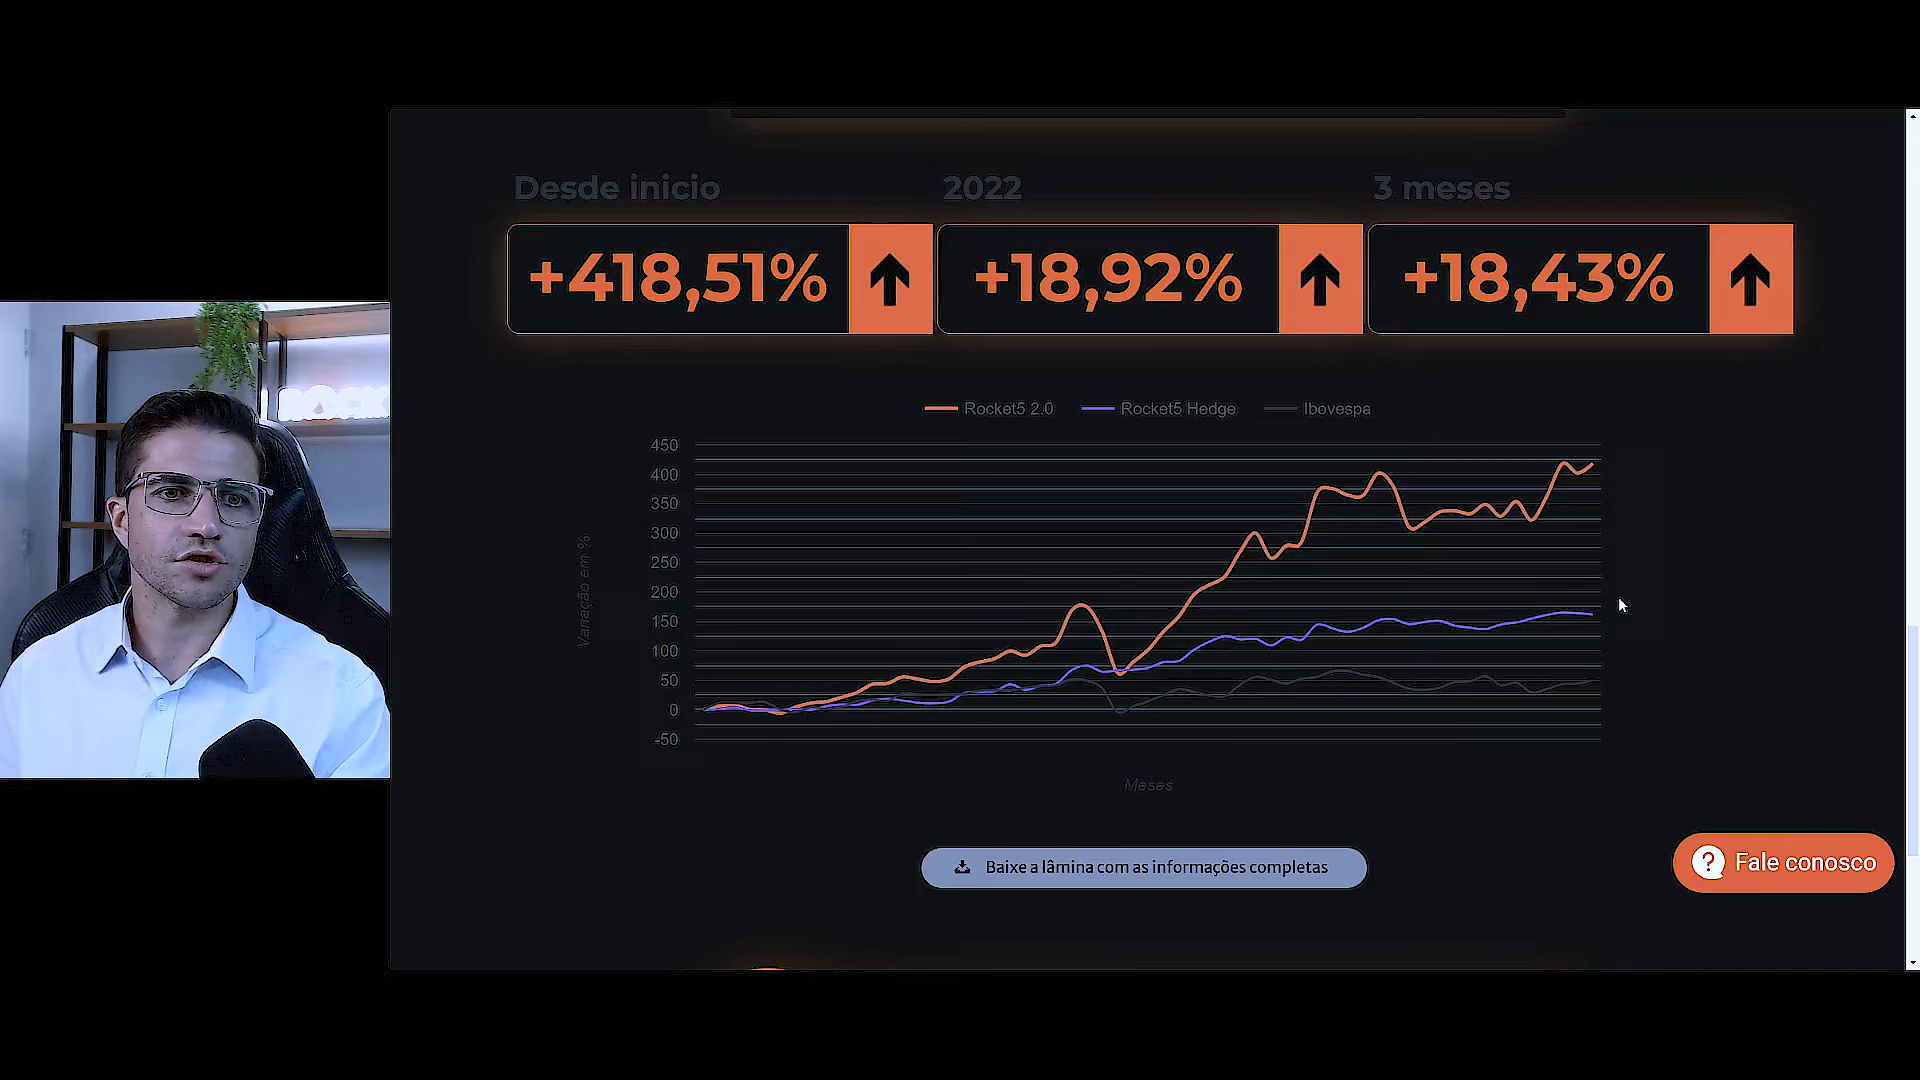 Desde inicio
2022
3 meses
+418,51%
+18,92%
+18,43%
Rocket5 2.0
Rocket5 Hedge
Ibovespa
450
400
350
300
250
200
150
100
50
0
-50
Variação em %
Meses
Baixe a lâmina com as informações completas
? Fale conosco